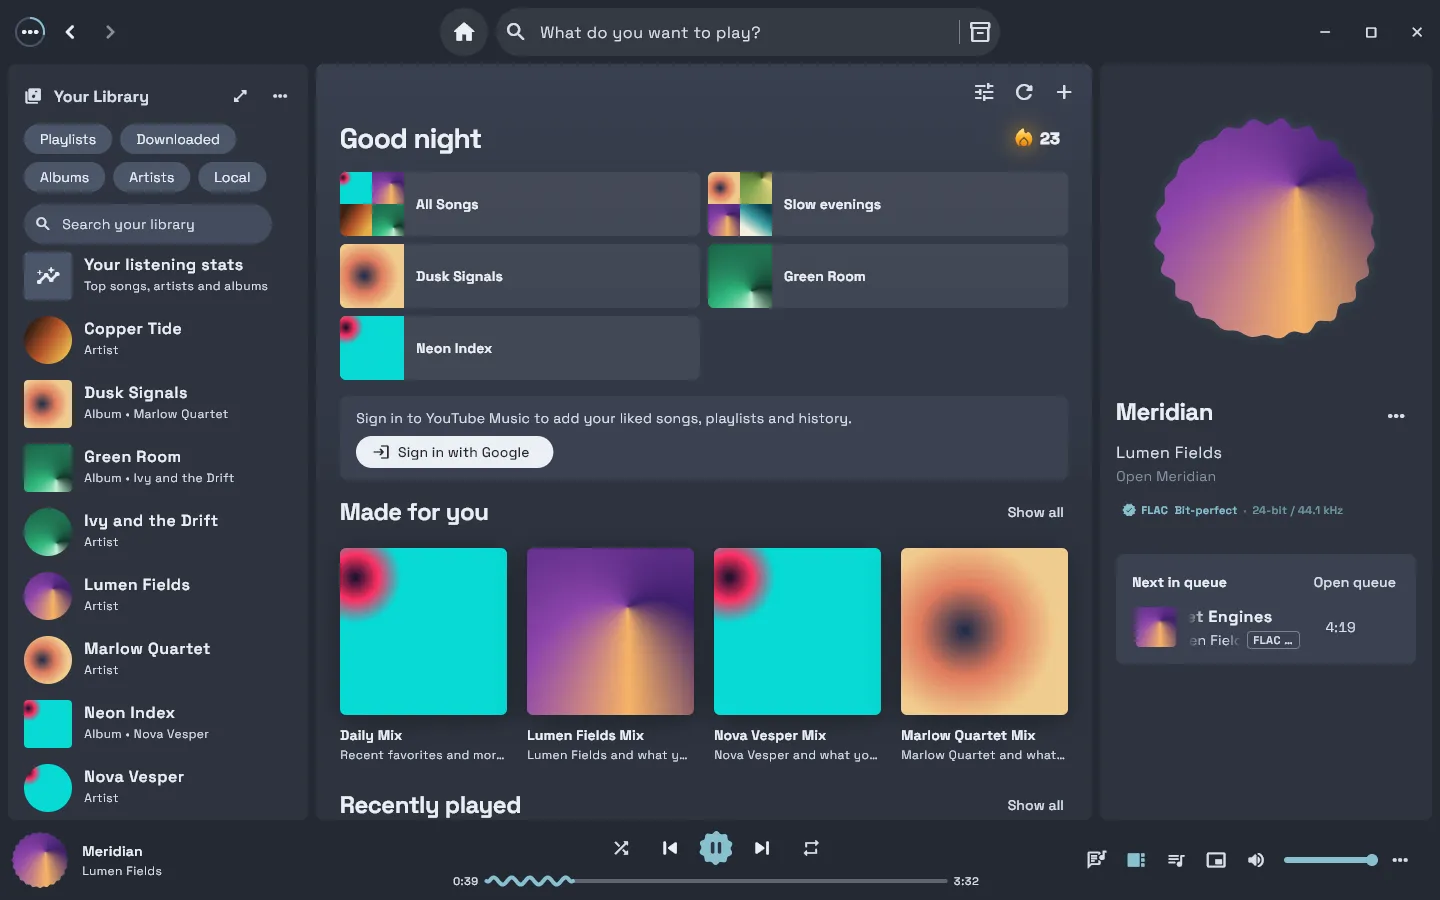 What do you want to play?
Your Library
Playlists
Downloaded
Albums
Artists
Local
Search your library
Your listening stats
Top songs, artists and albums
Copper Tide
Artist
Dusk Signals
Album • Marlow Quartet
Green Room
Album • Ivy and the Drift
Ivy and the Drift
Artist
Lumen Fields
Artist
Marlow Quartet
Artist
Neon Index
Album • Nova Vesper
Nova Vesper
Artist
Good night
23
All Songs
Slow evenings
Dusk Signals
Green Room
Neon Index
Sign in to YouTube Music to add your liked songs, playlists and history.
Sign in with Google
Made for you
Show all
Daily Mix
Recent favorites and mor...
Lumen Fields Mix
Lumen Fields and what y...
Nova Vesper Mix
Nova Vesper and what yo...
Marlow Quartet Mix
Marlow Quartet and what...
Recently played
Show all
Meridian
Lumen Fields
Open Meridian
FLAC Bit-perfect · 24-bit / 44.1 kHz
Next in queue
Open queue
et Engines
en Fiel
FLAC ...
4:19
Meridian
Lumen Fields
0:39
3:32